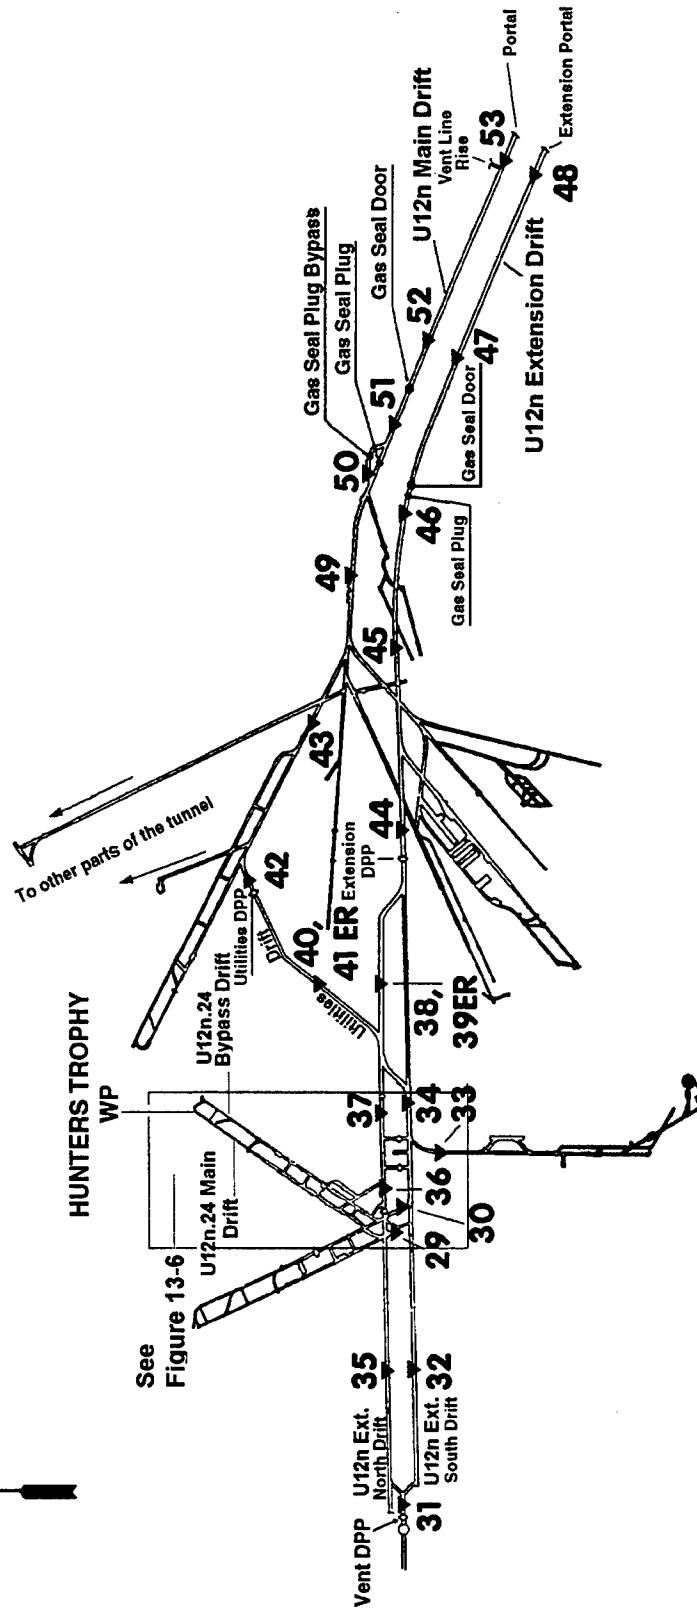 HUNTERS TROPHY
WP
See
Figure 13-6
U12n.24 Main
Drift
U12n.24
Bypass Drift
To other parts of the tunnel
Utilities DPP
Utilities
Drift
Extension
DPP
Vent DPP
U12n Ext.
North Drift
U12n Ext.
South Drift
31
35
32
29
30
36
37
34
33
38,
39ER
40,
41 ER
42
43
44
45
46
Gas Seal Plug
Gas Seal Door
47
49
50
51
Gas Seal Plug Bypass
Gas Seal Plug
Gas Seal Door
52
U12n Main Drift
Vent Line
Rise
53
Portal
U12n Extension Drift
48
Extension Portal